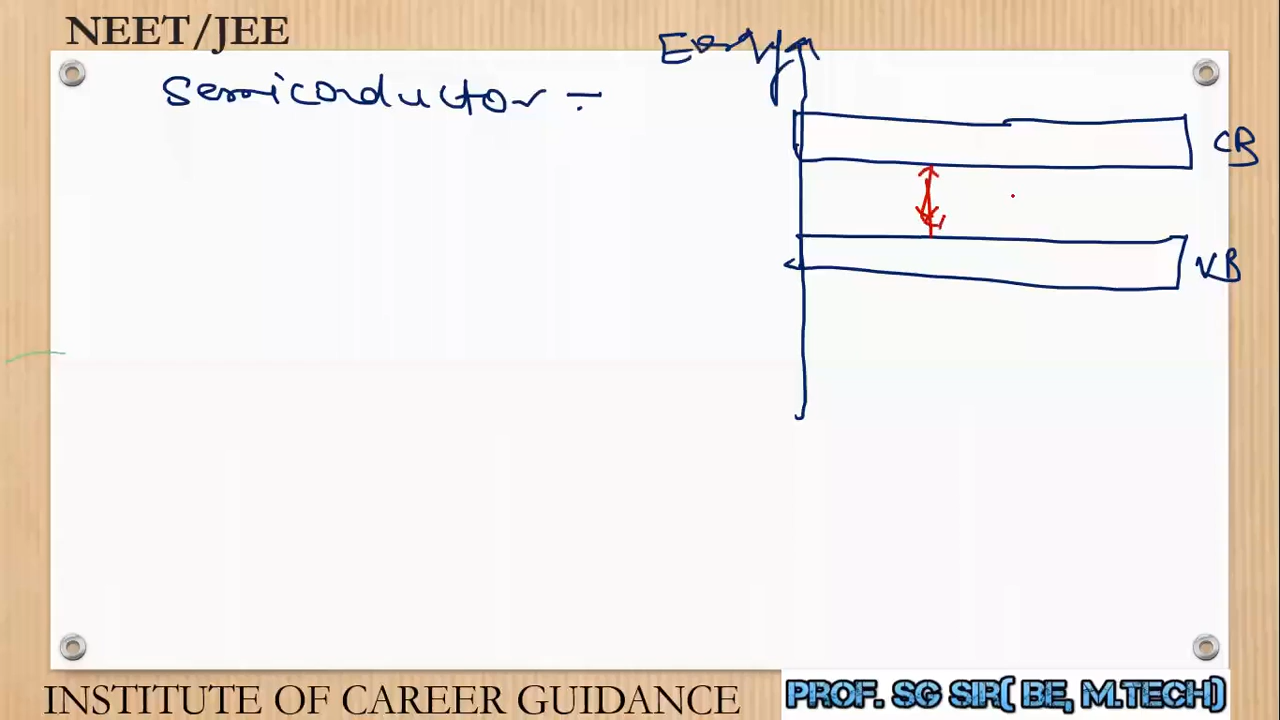 NEET/JEE
Semiconductor :-
Energy
CB
VB
INSTITUTE OF CAREER GUIDANCE
PROF. SG SIR( BE, M.TECH)